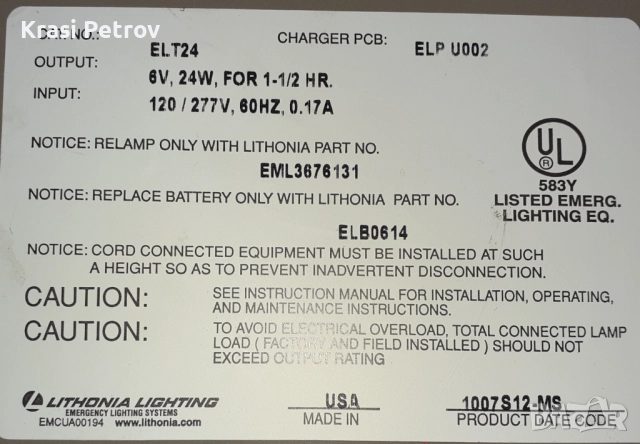 Krasi Petrov
CAT. NO.: ELT24 CHARGER PCB: ELP U002
OUTPUT: 6V, 24W, FOR 1-1/2 HR.
INPUT: 120 / 277V, 60HZ, 0.17A
NOTICE: RELAMP ONLY WITH LITHONIA PART NO.
EML3676131
NOTICE: REPLACE BATTERY ONLY WITH LITHONIA PART NO.
ELB0614
UL
®
583Y
LISTED EMERG.
LIGHTING EQ.
NOTICE: CORD CONNECTED EQUIPMENT MUST BE INSTALLED AT SUCH
A HEIGHT SO AS TO PREVENT INADVERTENT DISCONNECTION.
CAUTION: SEE INSTRUCTION MANUAL FOR INSTALLATION, OPERATING,
AND MAINTENANCE INSTRUCTIONS.
CAUTION: TO AVOID ELECTRICAL OVERLOAD, TOTAL CONNECTED LAMP
LOAD ( FACTORY AND FIELD INSTALLED ) SHOULD NOT
EXCEED OUTPUT RATING
LITHONIA LIGHTING
EMERGENCY LIGHTING SYSTEMS
EMCUA00194 www.lithonia.com
USA
MADE IN
1007S12-MS
PRODUCT DATE CODE